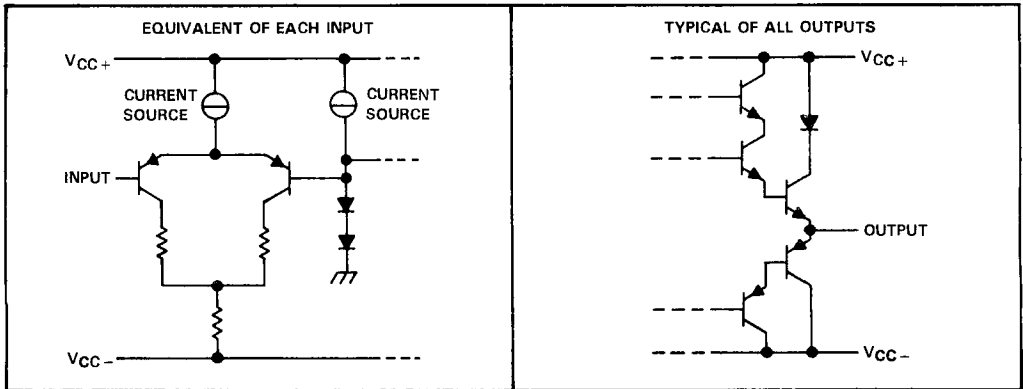 EQUIVALENT OF EACH INPUT
VCC+
CURRENT
SOURCE
CURRENT
SOURCE
INPUT
VCC−
TYPICAL OF ALL OUTPUTS
VCC+
OUTPUT
VCC−